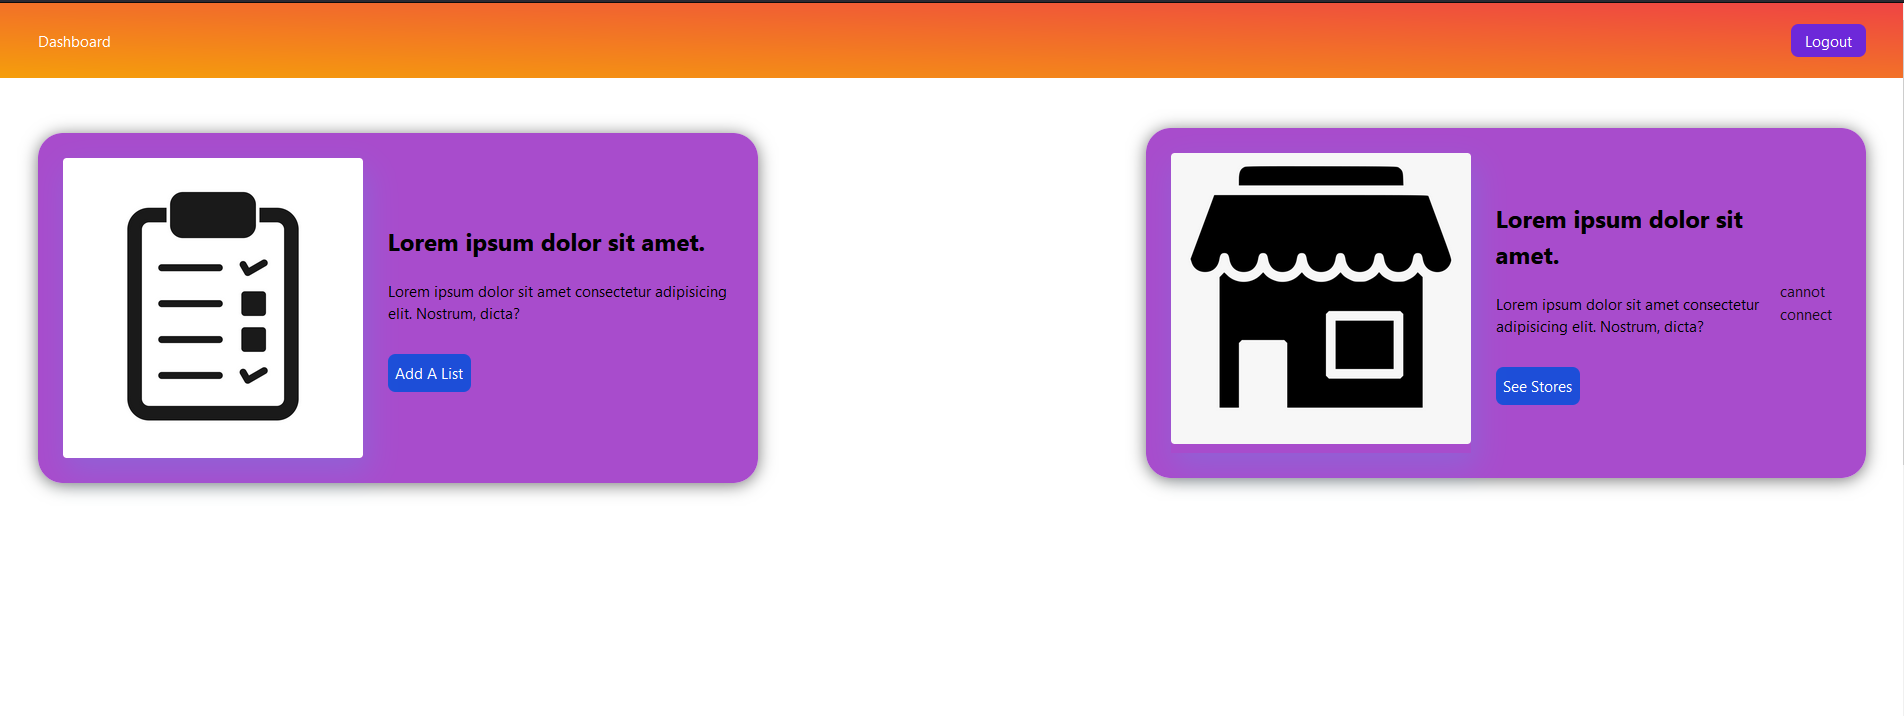 Dashboard
Logout
Lorem ipsum dolor sit amet.
Lorem ipsum dolor sit amet consectetur adipisicing
elit. Nostrum, dicta?
Add A List
Lorem ipsum dolor sit
amet.
Lorem ipsum dolor sit amet consectetur
adipisicing elit. Nostrum, dicta?
See Stores
cannot
connect